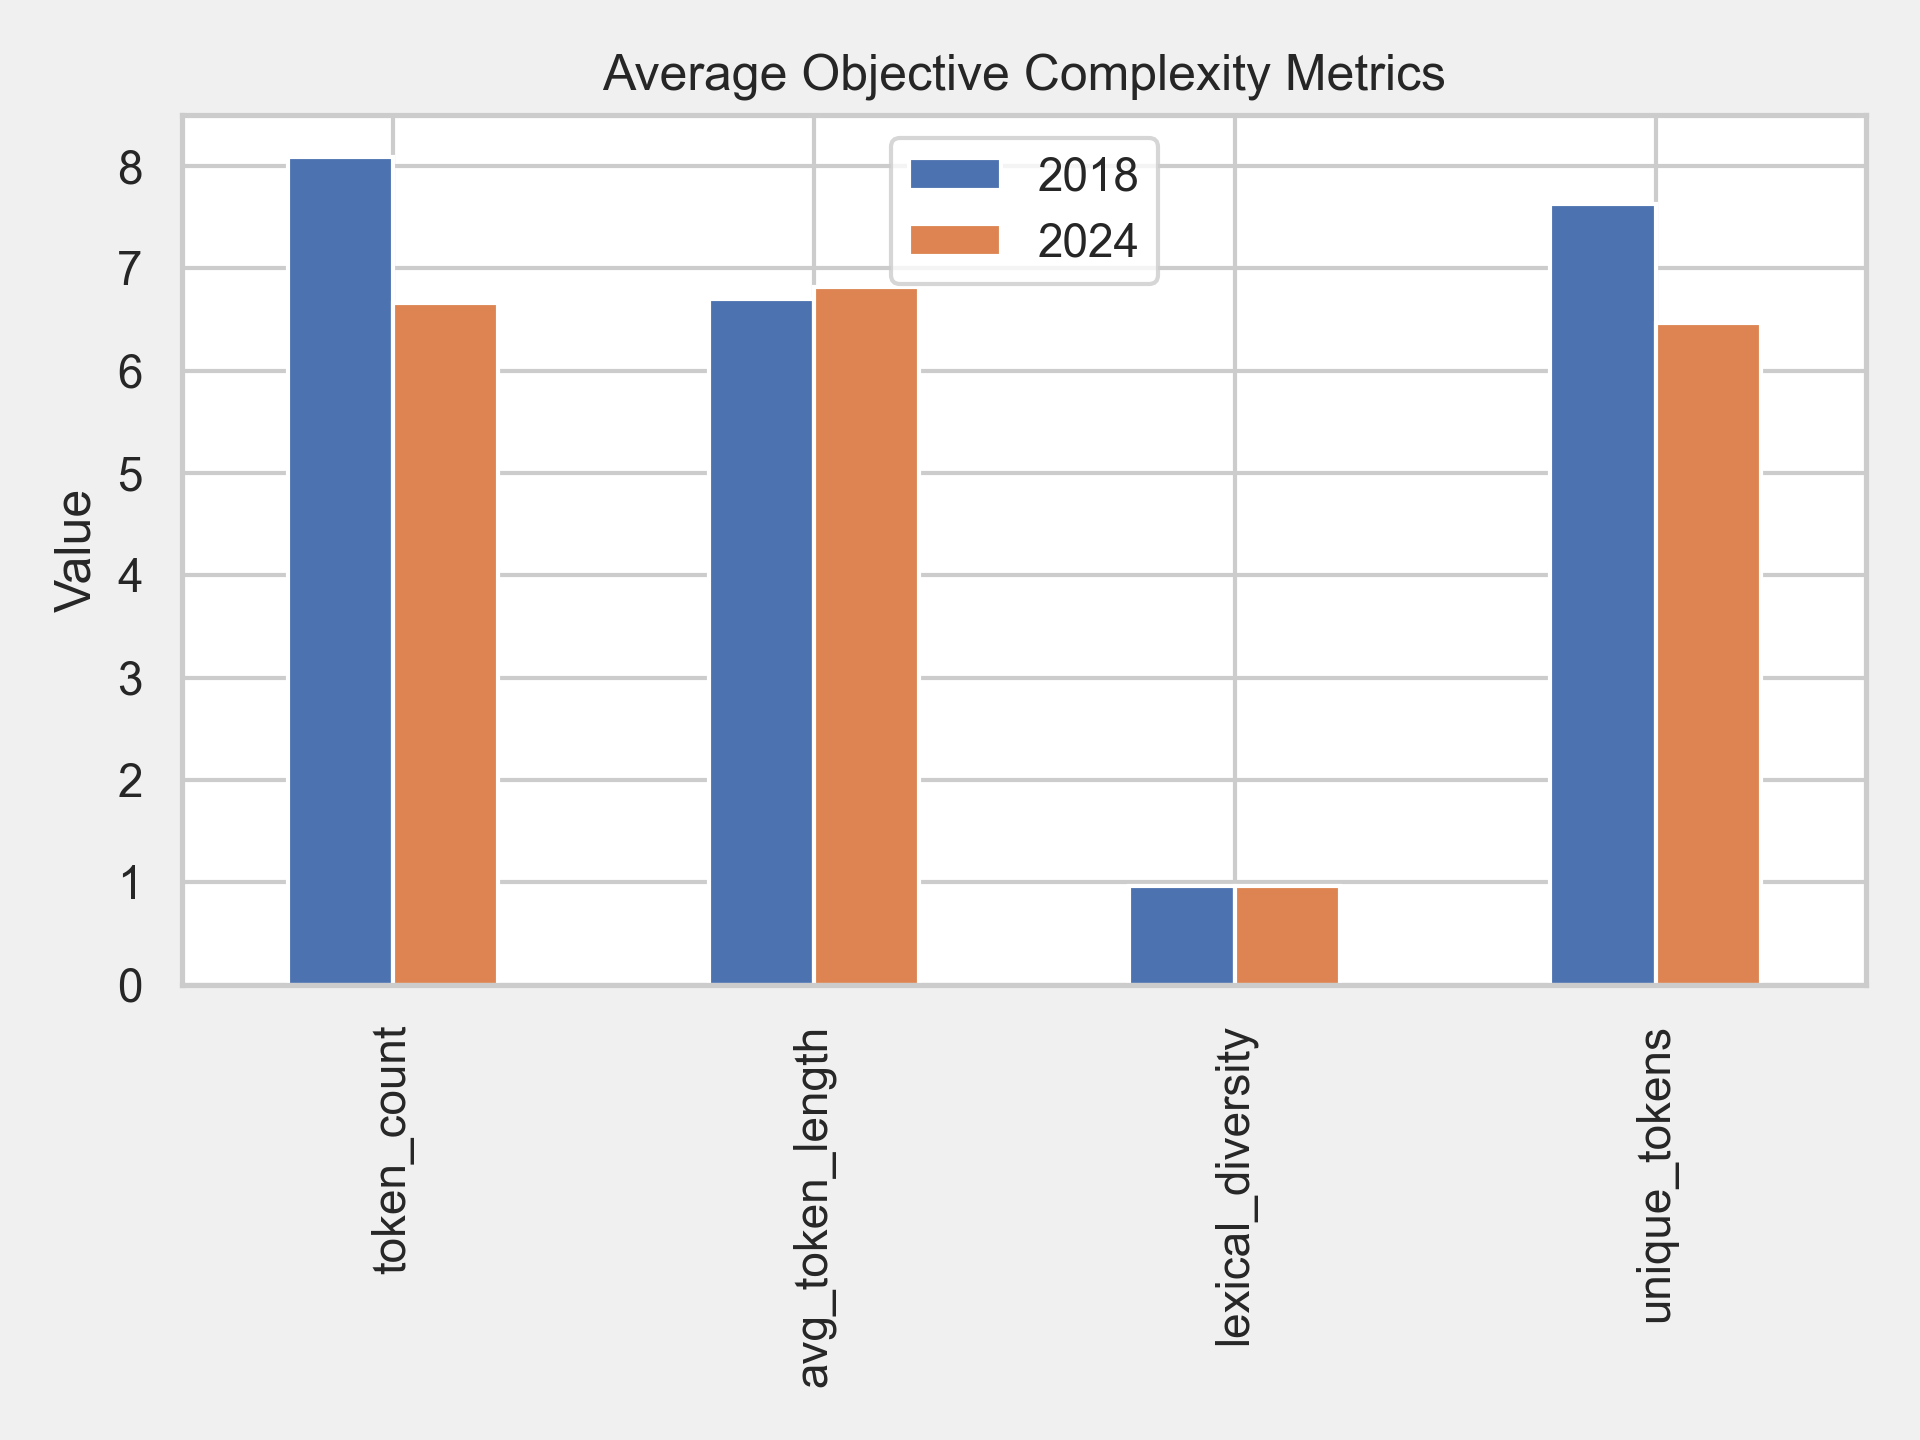 Average Objective Complexity Metrics
2018
2024
Value
8
7
6
5
4
3
2
1
0
token_count
avg_token_length
lexical_diversity
unique_tokens